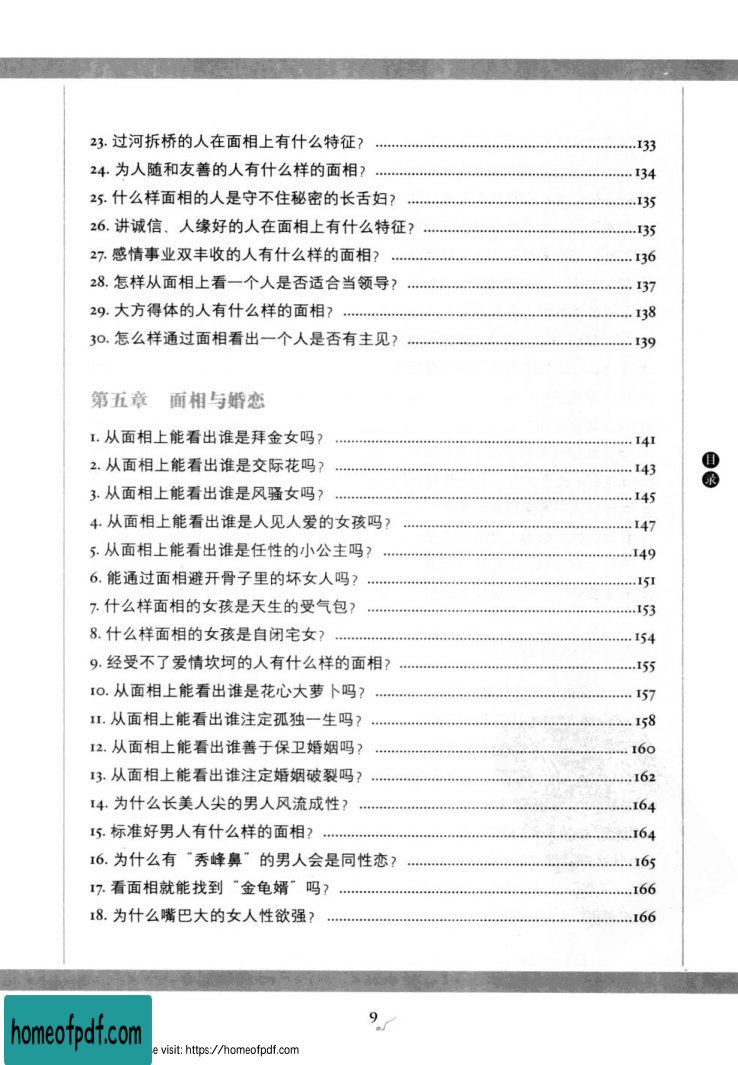 23. 过河拆桥的人在面相上有什么特征? ……133
24. 为人随和友善的人有什么样的面相? ……134
25. 什么样面相的人是守不住秘密的长舌妇? ……135
26. 讲诚信、人缘好的人在面相上有什么特征? ……135
27. 感情事业双丰收的人有什么样的面相? ……136
28. 怎样从面相上看一个人是否适合当领导? ……137
29. 大方得体的人有什么样的面相? ……138
30. 怎么样通过面相看出一个人是否有主见? ……139
第五章 面相与婚恋
1. 从面相上能看出谁是拜金女吗? ……141
2. 从面相上能看出谁是交际花吗? ……143
3. 从面相上能看出谁是风骚女吗? ……145
4. 从面相上能看出谁是人见人爱的女孩吗? ……147
5. 从面相上能看出谁是任性的小公主吗? ……149
6. 能通过面相避开骨子里的坏女人吗? ……151
7. 什么样面相的女孩是天生的受气包? ……153
8. 什么样面相的女孩是自闭宅女? ……154
9. 经受不了爱情坎坷的人有什么样的面相? ……155
10. 从面相上能看出谁是花心大萝卜吗? ……157
11. 从面相上能看出谁注定孤独一生吗? ……158
12. 从面相上能看出谁善于保卫婚姻吗? ……160
13. 从面相上能看出谁注定婚姻破裂吗? ……162
14. 为什么长美人尖的男人风流成性? ……164
15. 标准好男人有什么样的面相? ……164
16. 为什么有“秀峰鼻”的男人会是同性恋? ……165
17. 看面相就能找到“金龟婿”吗? ……166
18. 为什么嘴巴大的女人性欲强? ……166
目录
9
homeofpdf.com
se visit: https://homeofpdf.com